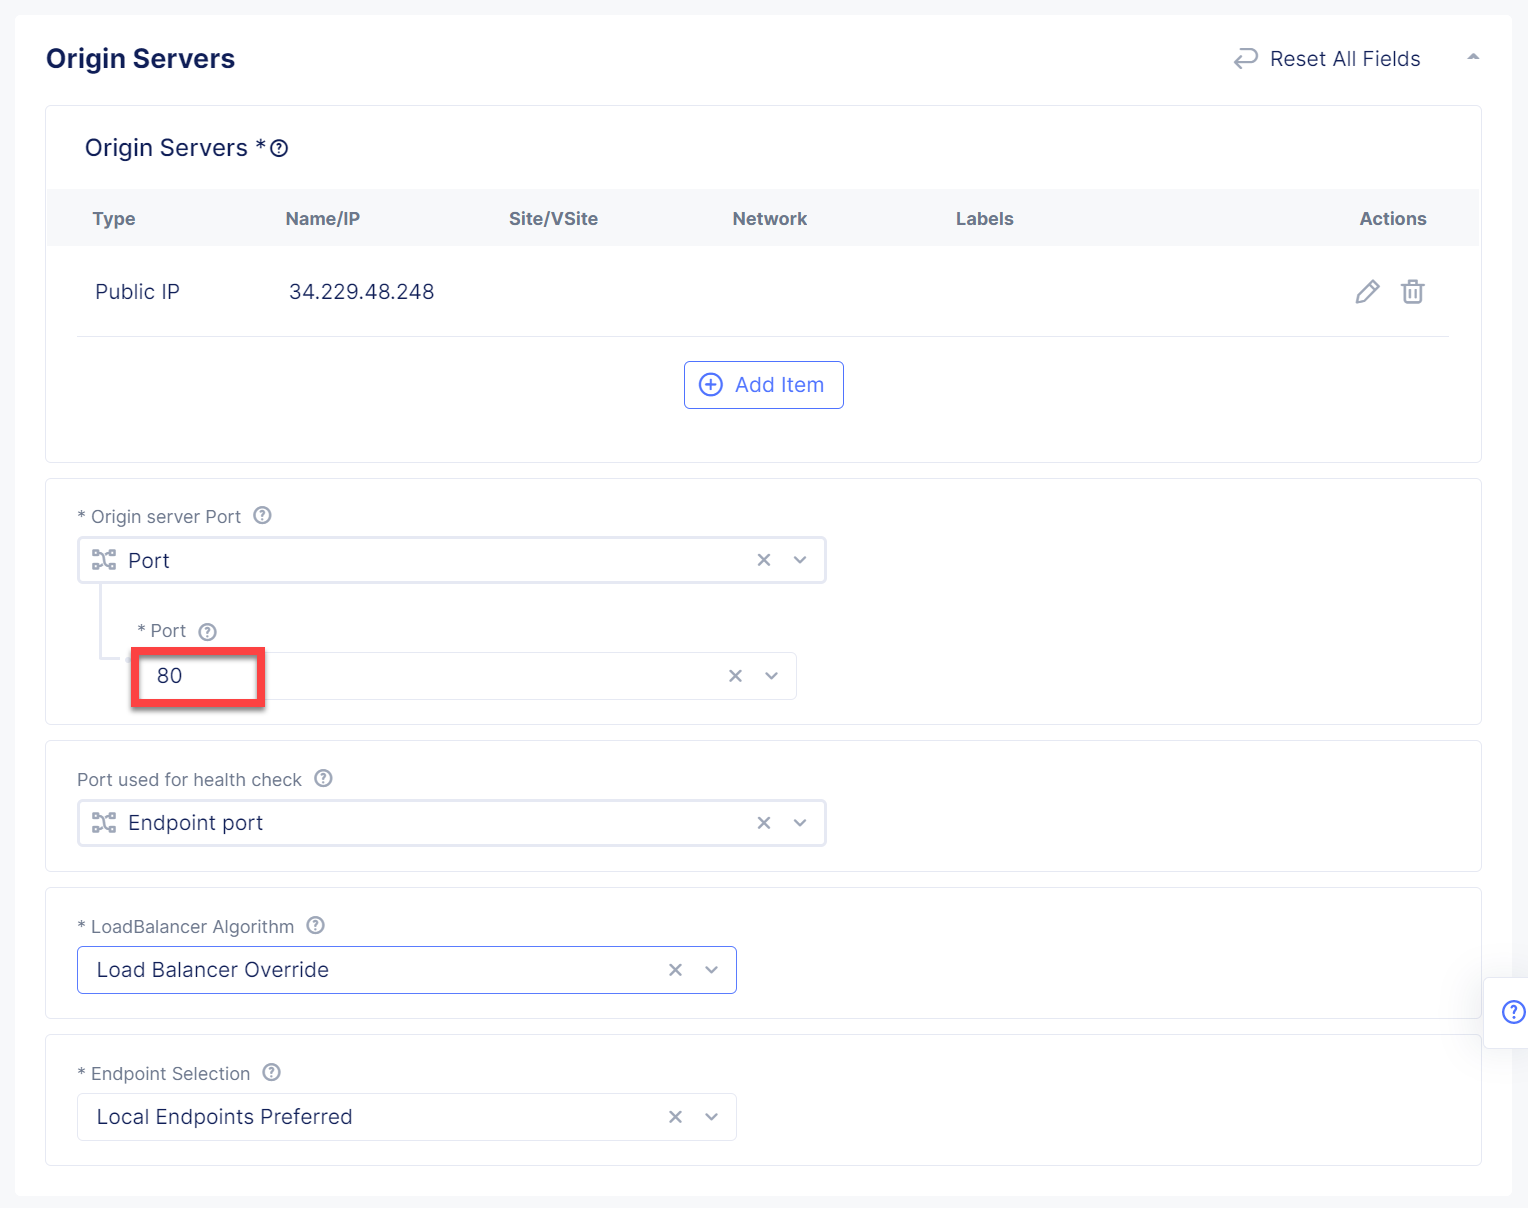 Origin Servers
Reset All Fields
Origin Servers *
Type Name/IP Site/VSite Network Labels Actions
Public IP 34.229.48.248
Add Item
* Origin server Port
Port
* Port
80
Port used for health check
Endpoint port
* LoadBalancer Algorithm
Load Balancer Override
* Endpoint Selection
Local Endpoints Preferred